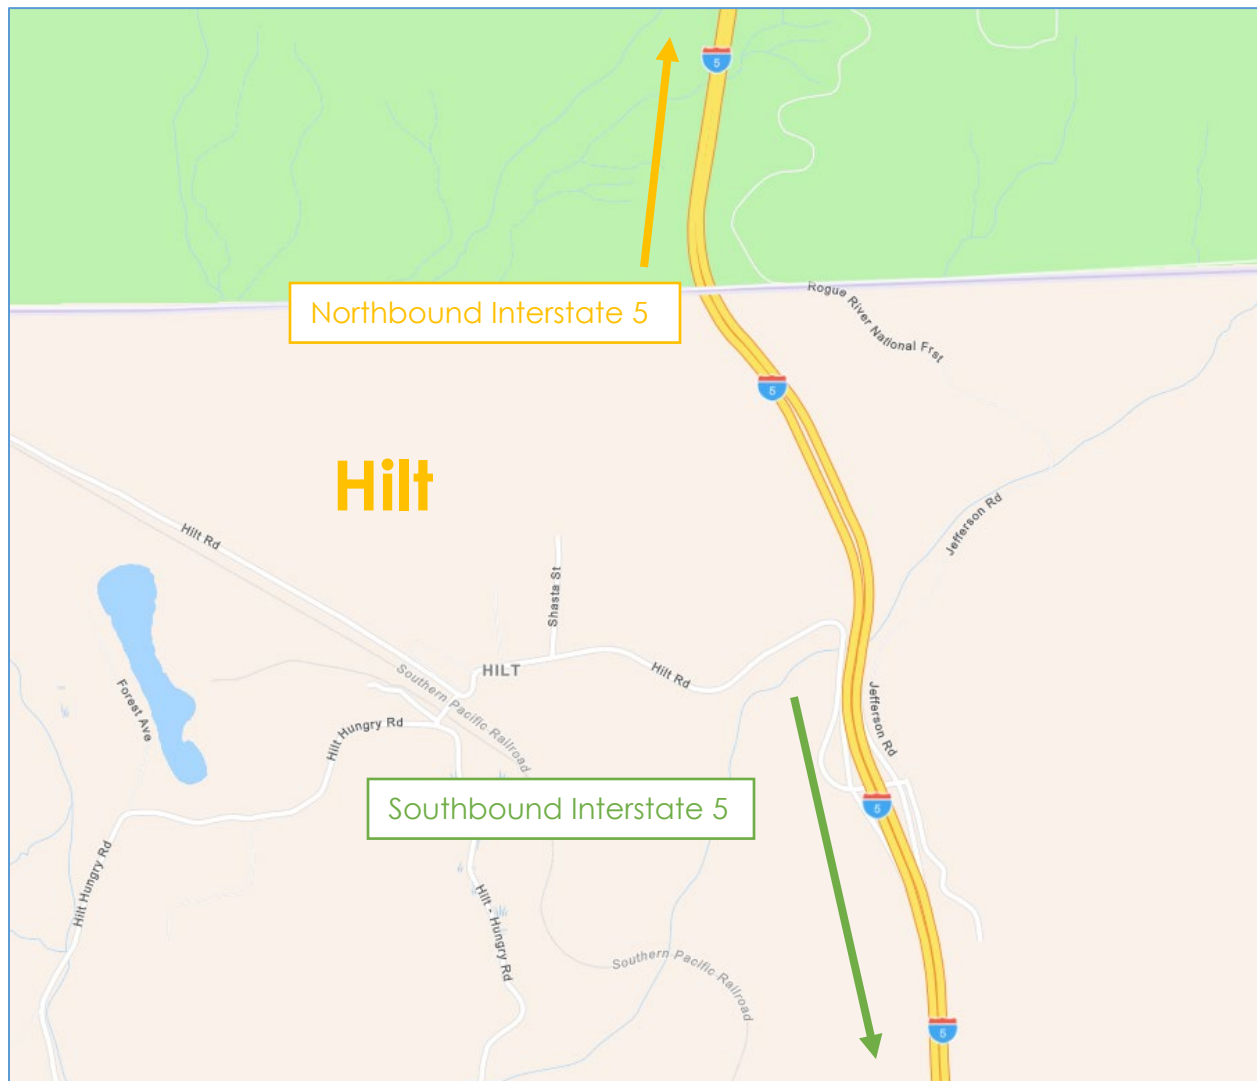 5
Northbound Interstate 5
Rogue River National Frst
5
Hilt
Hilt Rd
Jefferson Rd
Shasta St
HILT
Hilt Rd
Southern Pacific Railroad
Forest Ave
Jefferson Rd
Hilt Hungry Rd
Southbound Interstate 5
5
Hilt Hungry Rd
Hilt - Hungry Rd
Southern Pacific Railroad
5